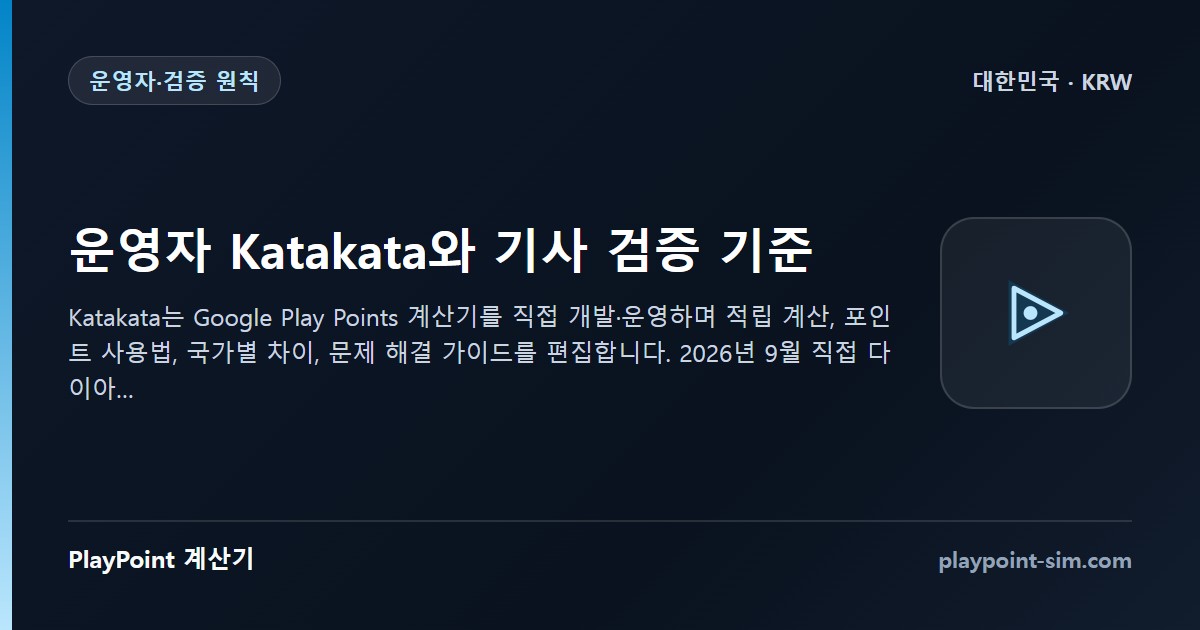 운영자·검증 원칙
대한민국 · KRW
운영자 Katakata와 기사 검증 기준
Katakata는 Google Play Points 계산기를 직접 개발·운영하며 적립 계산, 포인
트 사용법, 국가별 차이, 문제 해결 가이드를 편집합니다. 2026년 9월 직접 다
이아...
PlayPoint 계산기
playpoint-sim.com